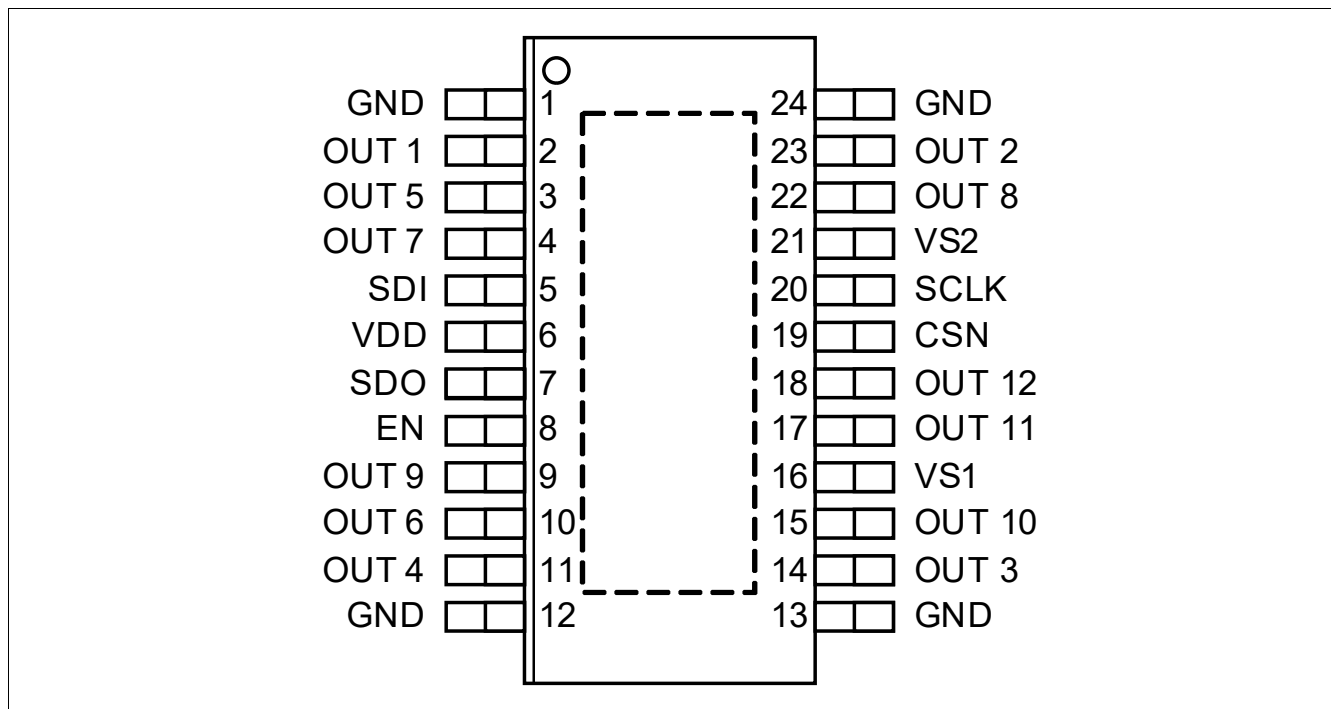 GND 1 24 GND
OUT 1 2 23 OUT 2
OUT 5 3 22 OUT 8
OUT 7 4 21 VS2
SDI 5 20 SCLK
VDD 6 19 CSN
SDO 7 18 OUT 12
EN 8 17 OUT 11
OUT 9 9 16 VS1
OUT 6 10 15 OUT 10
OUT 4 11 14 OUT 3
GND 12 13 GND